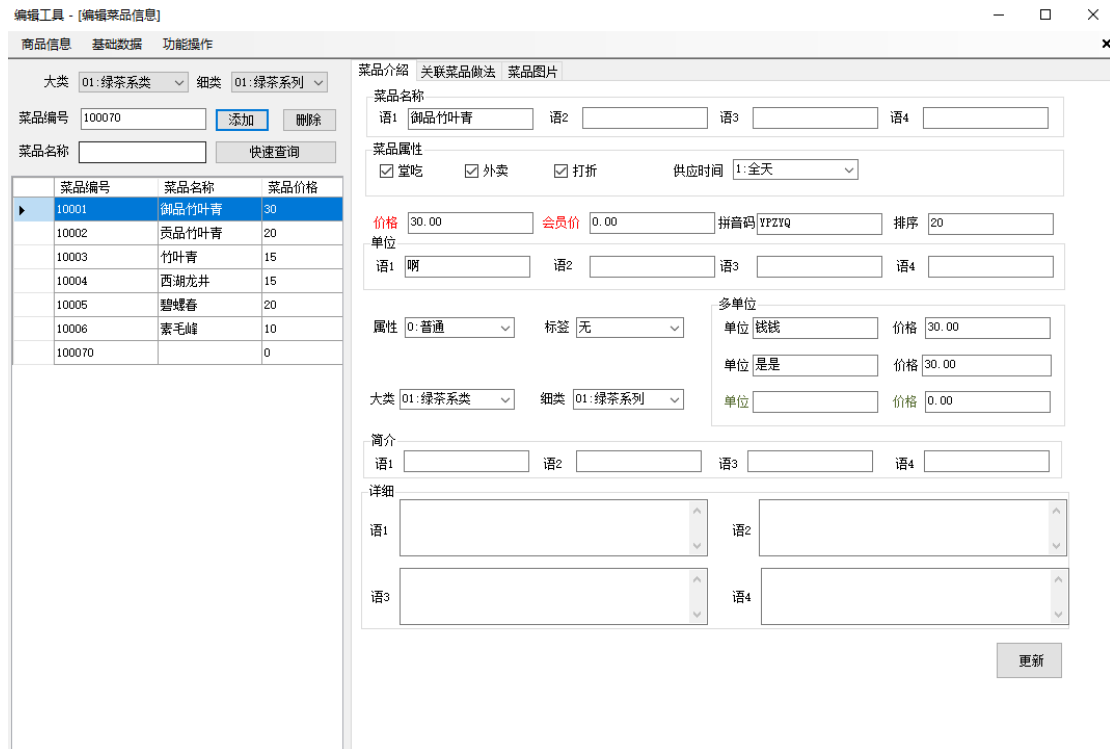 编辑工具 - [编辑菜品信息]
商品信息 基础数据 功能操作
大类 01:绿茶系类 细类 01:绿茶系列
菜品编号 100070 添加 删除
菜品名称 快速查询
菜品编号 菜品名称 菜品价格
10001 御品竹叶青 30
10002 贡品竹叶青 20
10003 竹叶青 15
10004 西湖龙井 15
10005 碧螺春 20
10006 素毛峰 10
100070 0
菜品介紹 关联菜品做法 菜品图片
菜品名称
语1 御品竹叶青 语2 语3 语4
菜品属性
堂吃 外卖 打折 供应时间 1:全天
价格 30.00 会员价 0.00 拼音码 YPZYQ 排序 20
单位
语1 啊 语2 语3 语4
多单位
属性 0:普通 标签 无 单位 钱钱 价格 30.00
单位 是是 价格 30.00
大类 01:绿茶系类 细类 01:绿茶系列 单位 价格 0.00
简介
语1 语2 语3 语4
详细
语1 语2
语3 语4
更新